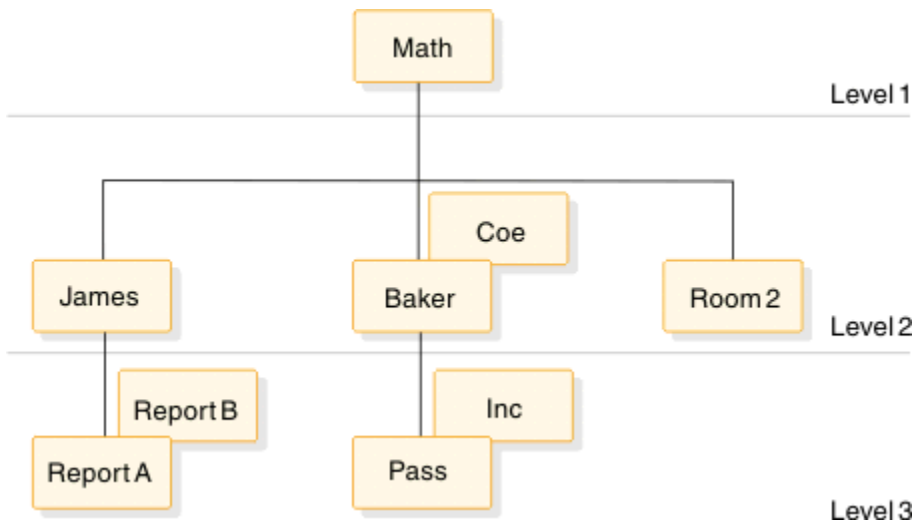 Math
Level 1
Coe
James
Baker
Room 2
Level 2
Report B
Inc
Report A
Pass
Level 3